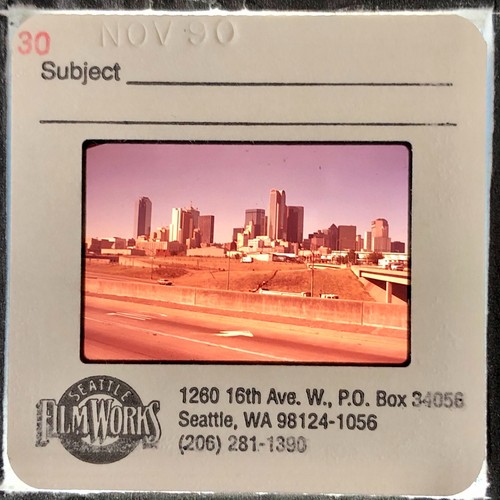 30 NOV 90
Subject
1260 16th Ave. W., P.O. Box 34056
Seattle, WA 98124-1056
(206) 281-1390
SEATTLE
FILMWORKS